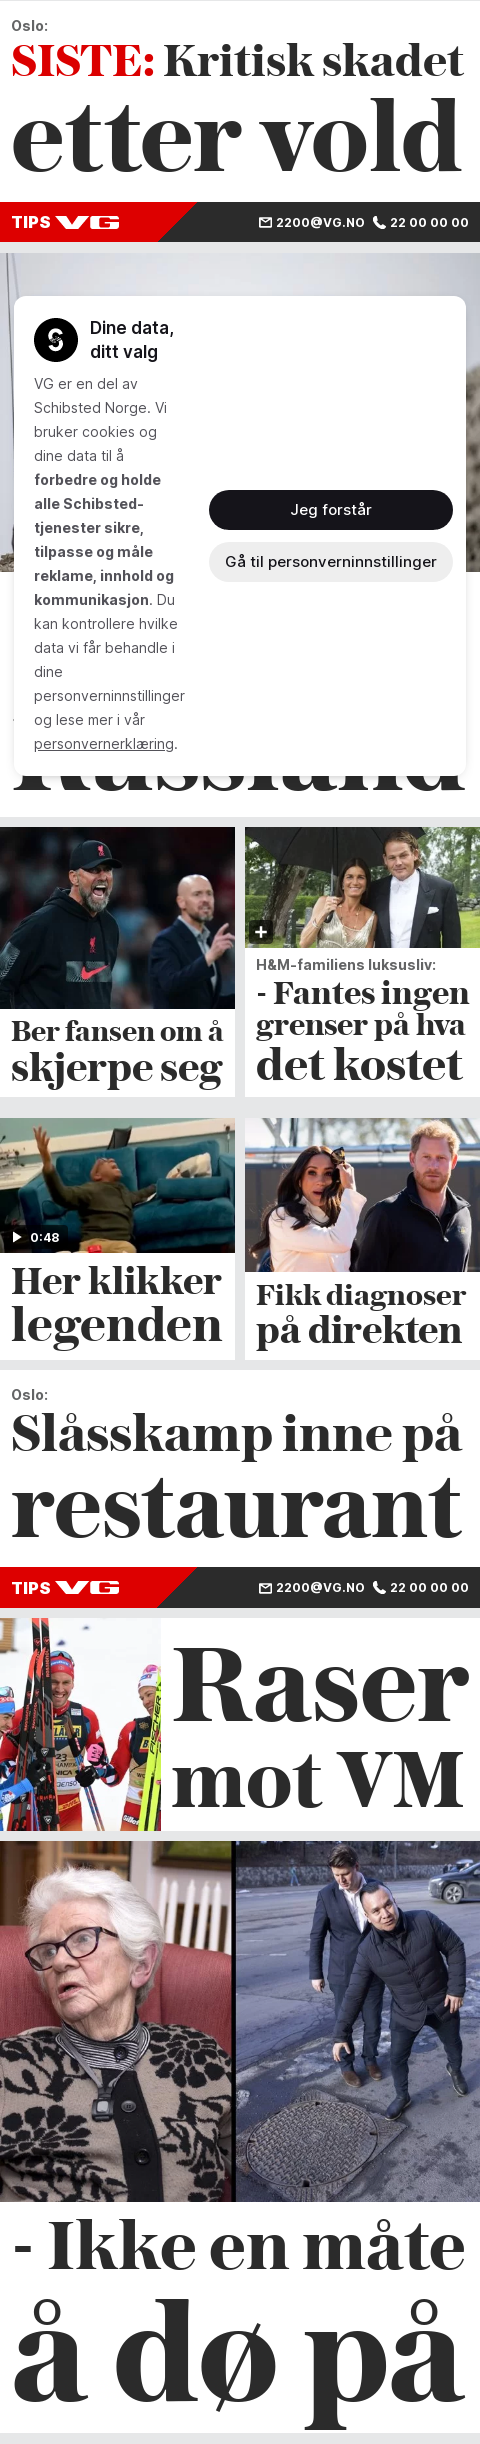 Oslo:
SISTE: Kritisk skadet
etter vold
TIPS VG
2200@VG.NO 22 00 00 00
Dine data,
ditt valg
VG er en del av
Schibsted Norge. Vi
bruker cookies og
dine data til å
forbedre og holde
alle Schibsted-
tjenester sikre,
tilpasse og måle
reklame, innhold og
kommunikasjon. Du
kan kontrollere hvilke
data vi får behandle i
dine
personverninnstillinger
og lese mer i vår
personvernerklæring.
Jeg forstår
Gå til personverninnstillinger
Russland
Ber fansen om å
skjerpe seg
H&M-familiens luksusliv:
- Fantes ingen
grenser på hva
det kostet
0:48
Her klikker
legenden
Fikk diagnoser
på direkten
Oslo:
Slåsskamp inne på
restaurant
TIPS VG
2200@VG.NO 22 00 00 00
Raser
mot VM
- Ikke en måte
å dø på